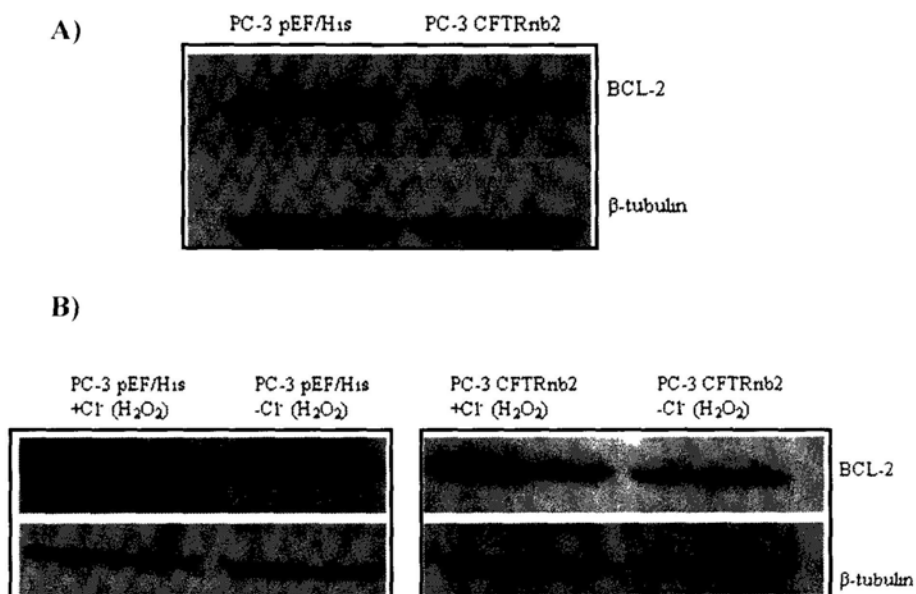 A)
PC-3 pEF/His PC-3 CFTRnb2
BCL-2
β-tubulin
B)
PC-3 pEF/His PC-3 pEF/His PC-3 CFTRnb2 PC-3 CFTRnb2
+Cl⁻ (H₂O₂) -Cl⁻ (H₂O₂) +Cl⁻ (H₂O₂) -Cl⁻ (H₂O₂)
BCL-2
β-tubulin